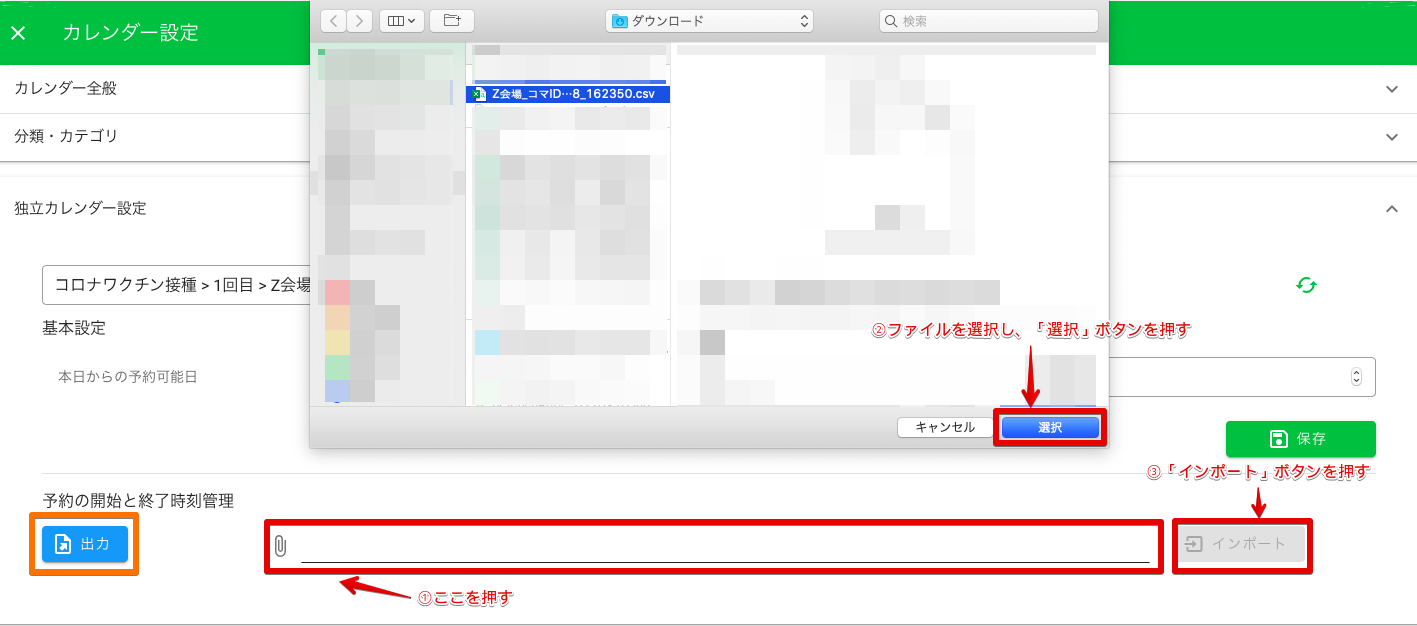 カレンダー設定
ダウンロード
検索
カレンダー全般
Z会場_コマID…8_162350.csv
分類・カテゴリ
独立カレンダー設定
コロナワクチン接種 > 1回目 > Z会場
基本設定
②ファイルを選択し、「選択」ボタンを押す
本日からの予約可能日
キャンセル
選択
保存
③「インポート」ボタンを押す
予約の開始と終了時刻管理
出力
インポート
①ここを押す